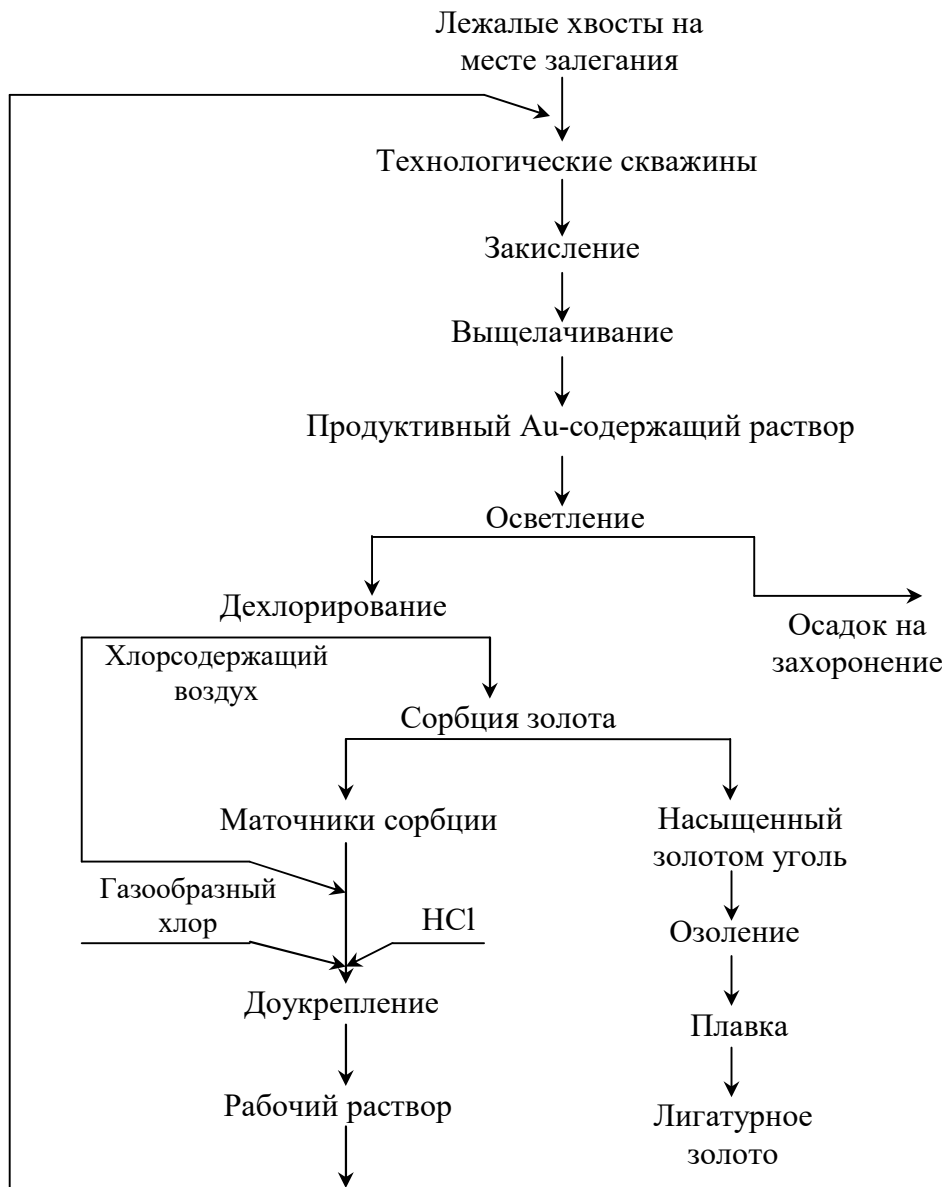 Лежалые хвосты на
месте залегания
Технологические скважины
Закисление
Выщелачивание
Продуктивный Au-содержащий раствор
Осветление
Дехлорирование
Осадок на
захоронение
Хлорсодержащий
воздух
Сорбция золота
Маточники сорбции
Насыщенный
золотом уголь
Газообразный
хлор
HCl
Озоление
Доукрепление
Плавка
Рабочий раствор
Лигатурное
золото